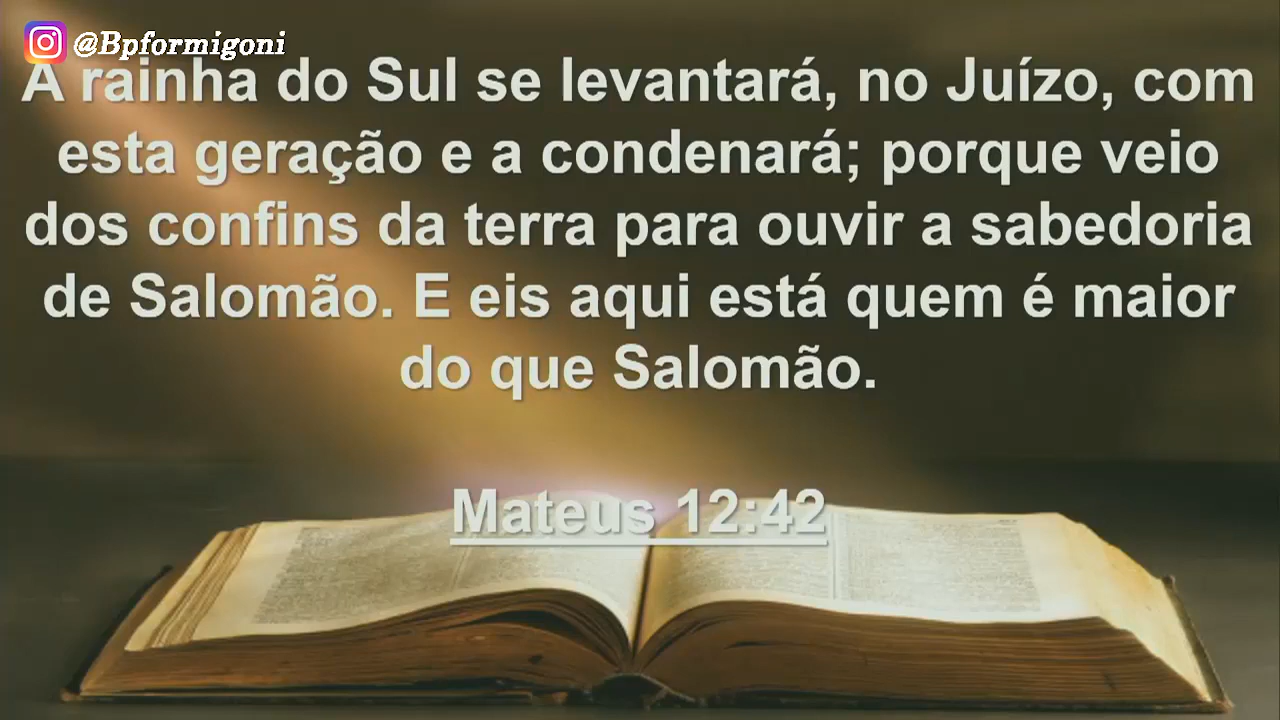 @Bpformigoni
A rainha do Sul se levantará, no Juízo, com
esta geração e a condenará; porque veio
dos confins da terra para ouvir a sabedoria
de Salomão. E eis aqui está quem é maior
do que Salomão.
Mateus 12:42